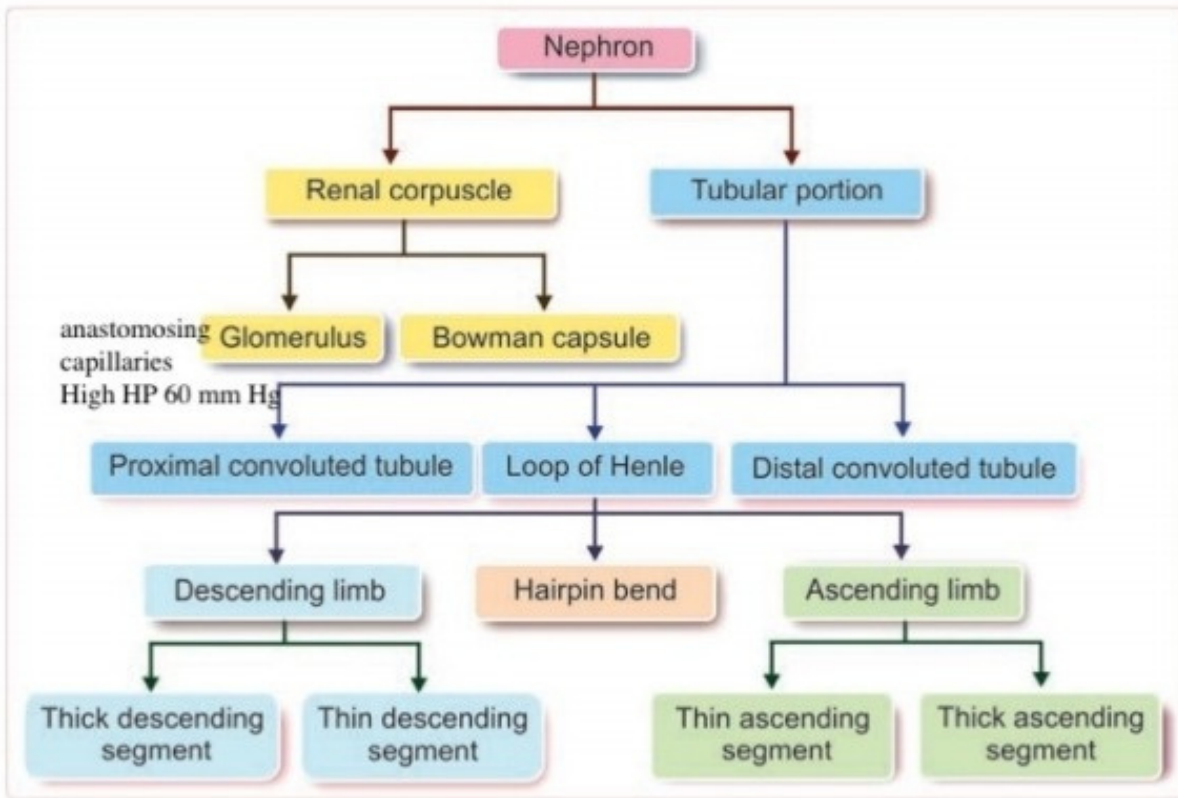 Nephron
Renal corpuscle
Tubular portion
anastomosing
capillaries
High HP 60 mm Hg
Glomerulus
Bowman capsule
Proximal convoluted tubule
Loop of Henle
Distal convoluted tubule
Descending limb
Hairpin bend
Ascending limb
Thick descending
segment
Thin descending
segment
Thin ascending
segment
Thick ascending
segment